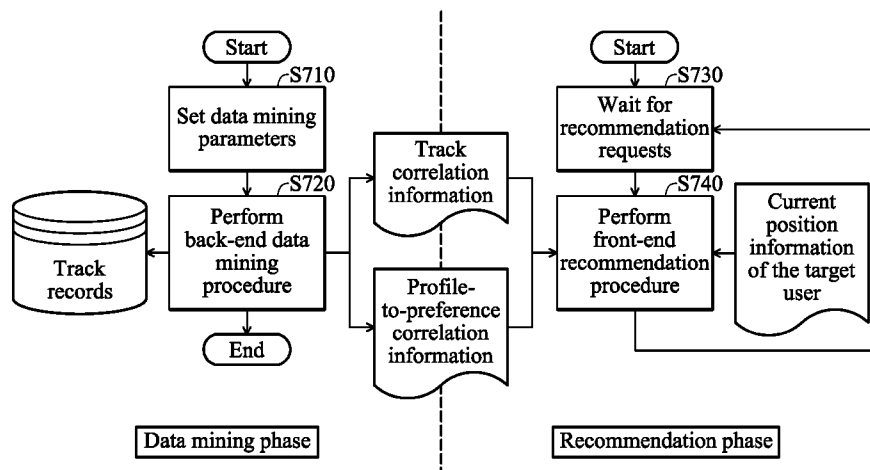 Start
S710
Set data mining
parameters
S720
Perform
back-end data
mining
procedure
Track
records
End
Track
correlation
information
Profile-
to-preference
correlation
information
Start
S730
Wait for
recommendation
requests
S740
Perform
front-end
recommendation
procedure
Current
position
information
of the target
user
Data mining phase
Recommendation phase